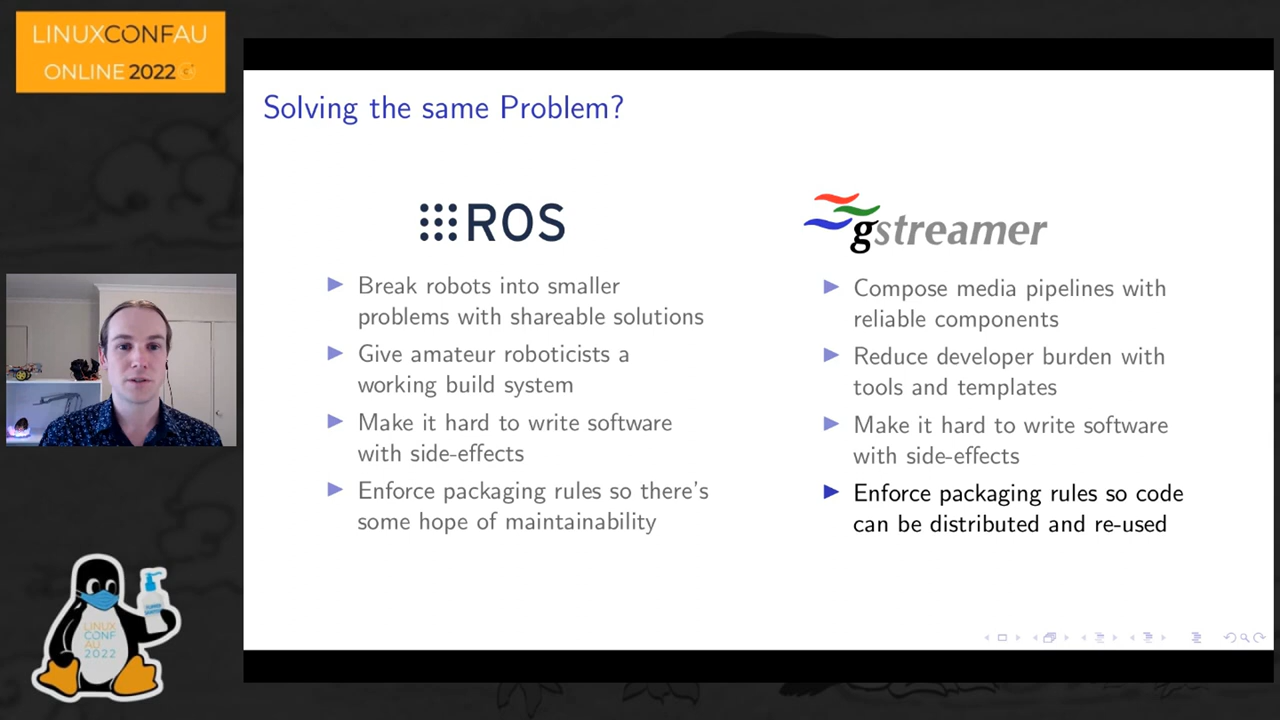 LINUXCONFAU
ONLINE 2022
Solving the same Problem?
ROS
Break robots into smaller
problems with shareable solutions
Give amateur roboticists a
working build system
Make it hard to write software
with side-effects
Enforce packaging rules so there's
some hope of maintainability
gstreamer
Compose media pipelines with
reliable components
Reduce developer burden with
tools and templates
Make it hard to write software
with side-effects
Enforce packaging rules so code
can be distributed and re-used
LINUX
CONF
AU
2022